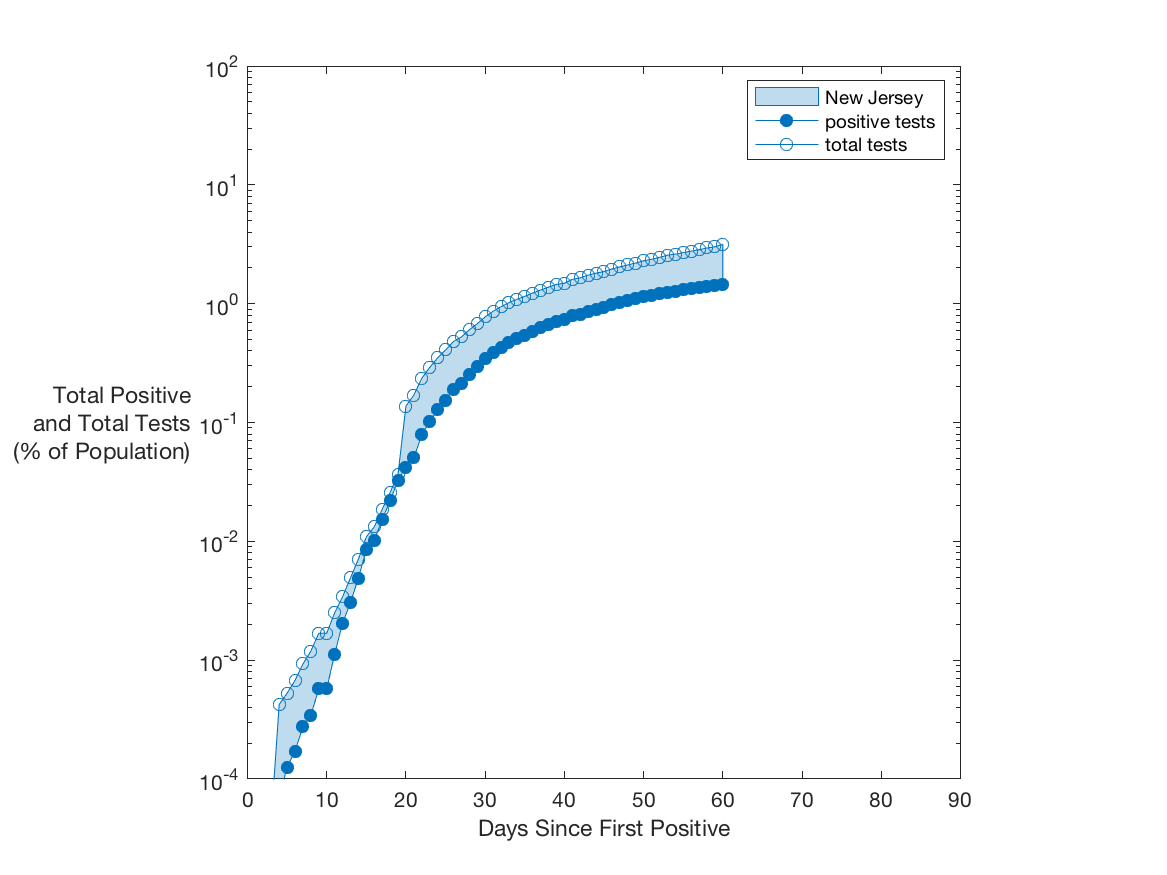 10^2
10^1
10^0
10^-1
10^-2
10^-3
10^-4
Total Positive
and Total Tests
(% of Population)
New Jersey
positive tests
total tests
0 10 20 30 40 50 60 70 80 90
Days Since First Positive